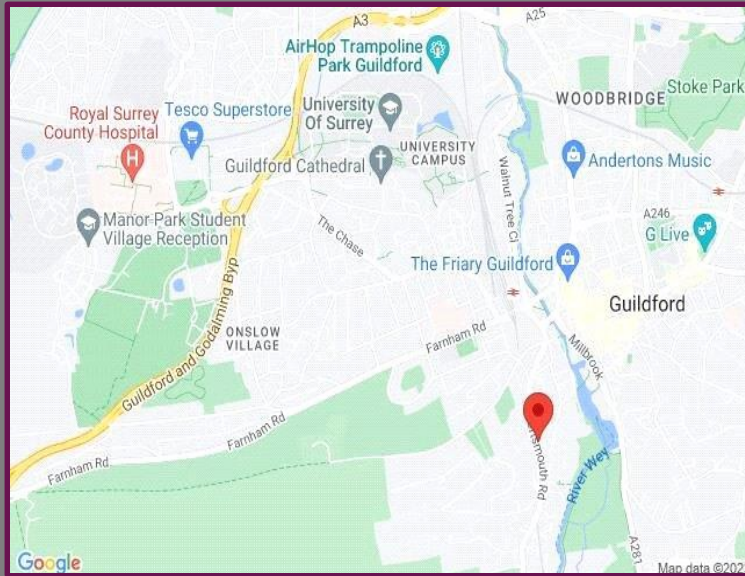 A3
A25
AirHop Trampoline
Park Guildford
Stoke Park
WOODBRIDGE
Royal Surrey
County Hospital
Tesco Superstore
University
Of Surrey
UNIVERSITY
CAMPUS
Guildford Cathedral
Walnut Tree Cl
Andertons Music
Manor Park Student
Village Reception
The Chase
A246
G Live
The Friary Guildford
Guildford
Guildford and Godalming Byp
ONSLOW
VILLAGE
Farnham Rd
Millbrook
Farnham Rd
Farnham Rd
River Wey
A281
Google
Map data